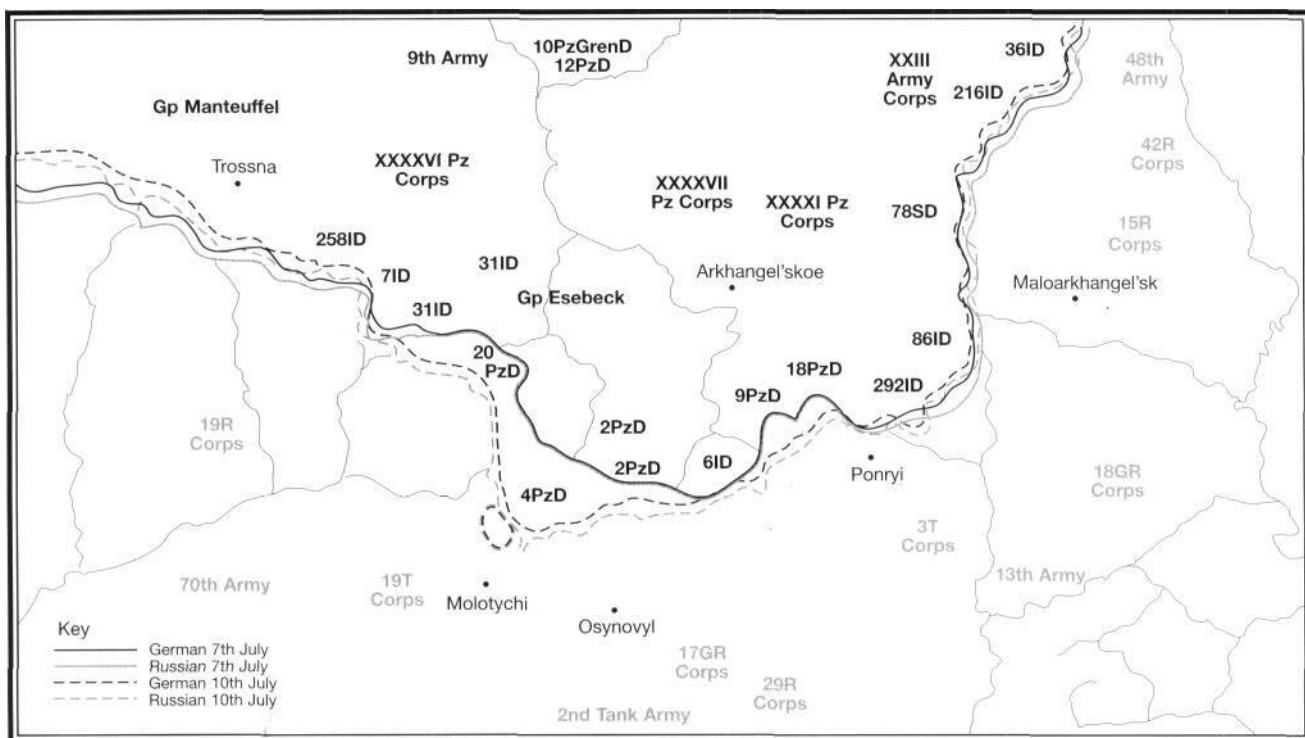 9th Army
10PzGrenD
12PzD
XXIII
Army
Corps
36ID
48th
Army
216ID
Gp Manteuffel
42R
Corps
Trossna
XXXXVI Pz
Corps
XXXXVII
Pz Corps
XXXXI Pz
Corps
78SD
15R
Corps
258ID
7ID
31ID
31ID
Gp Esebeck
Arkhangel'skoe
Maloarkhangel'sk
20
PzD
86ID
18PzD
9PzD
292ID
19R
Corps
2PzD
2PzD
6ID
Ponryi
18GR
Corps
4PzD
3T
Corps
70th Army
19T
Corps
13th Army
Molotychi
Osynovyl
17GR
Corps
29R
Corps
2nd Tank Army
Key
German 7th July
Russian 7th July
German 10th July
Russian 10th July